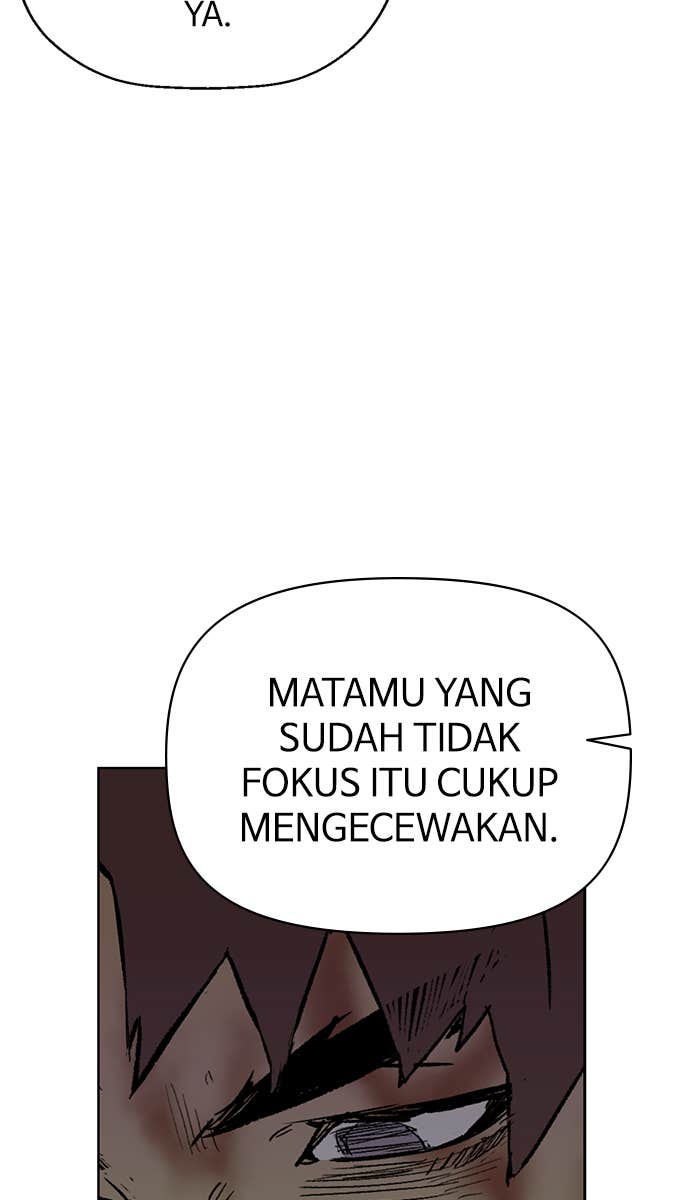 YA.
MATAMU YANG
SUDAH TIDAK
FOKUS ITU CUKUP
MENGECEWAKAN.